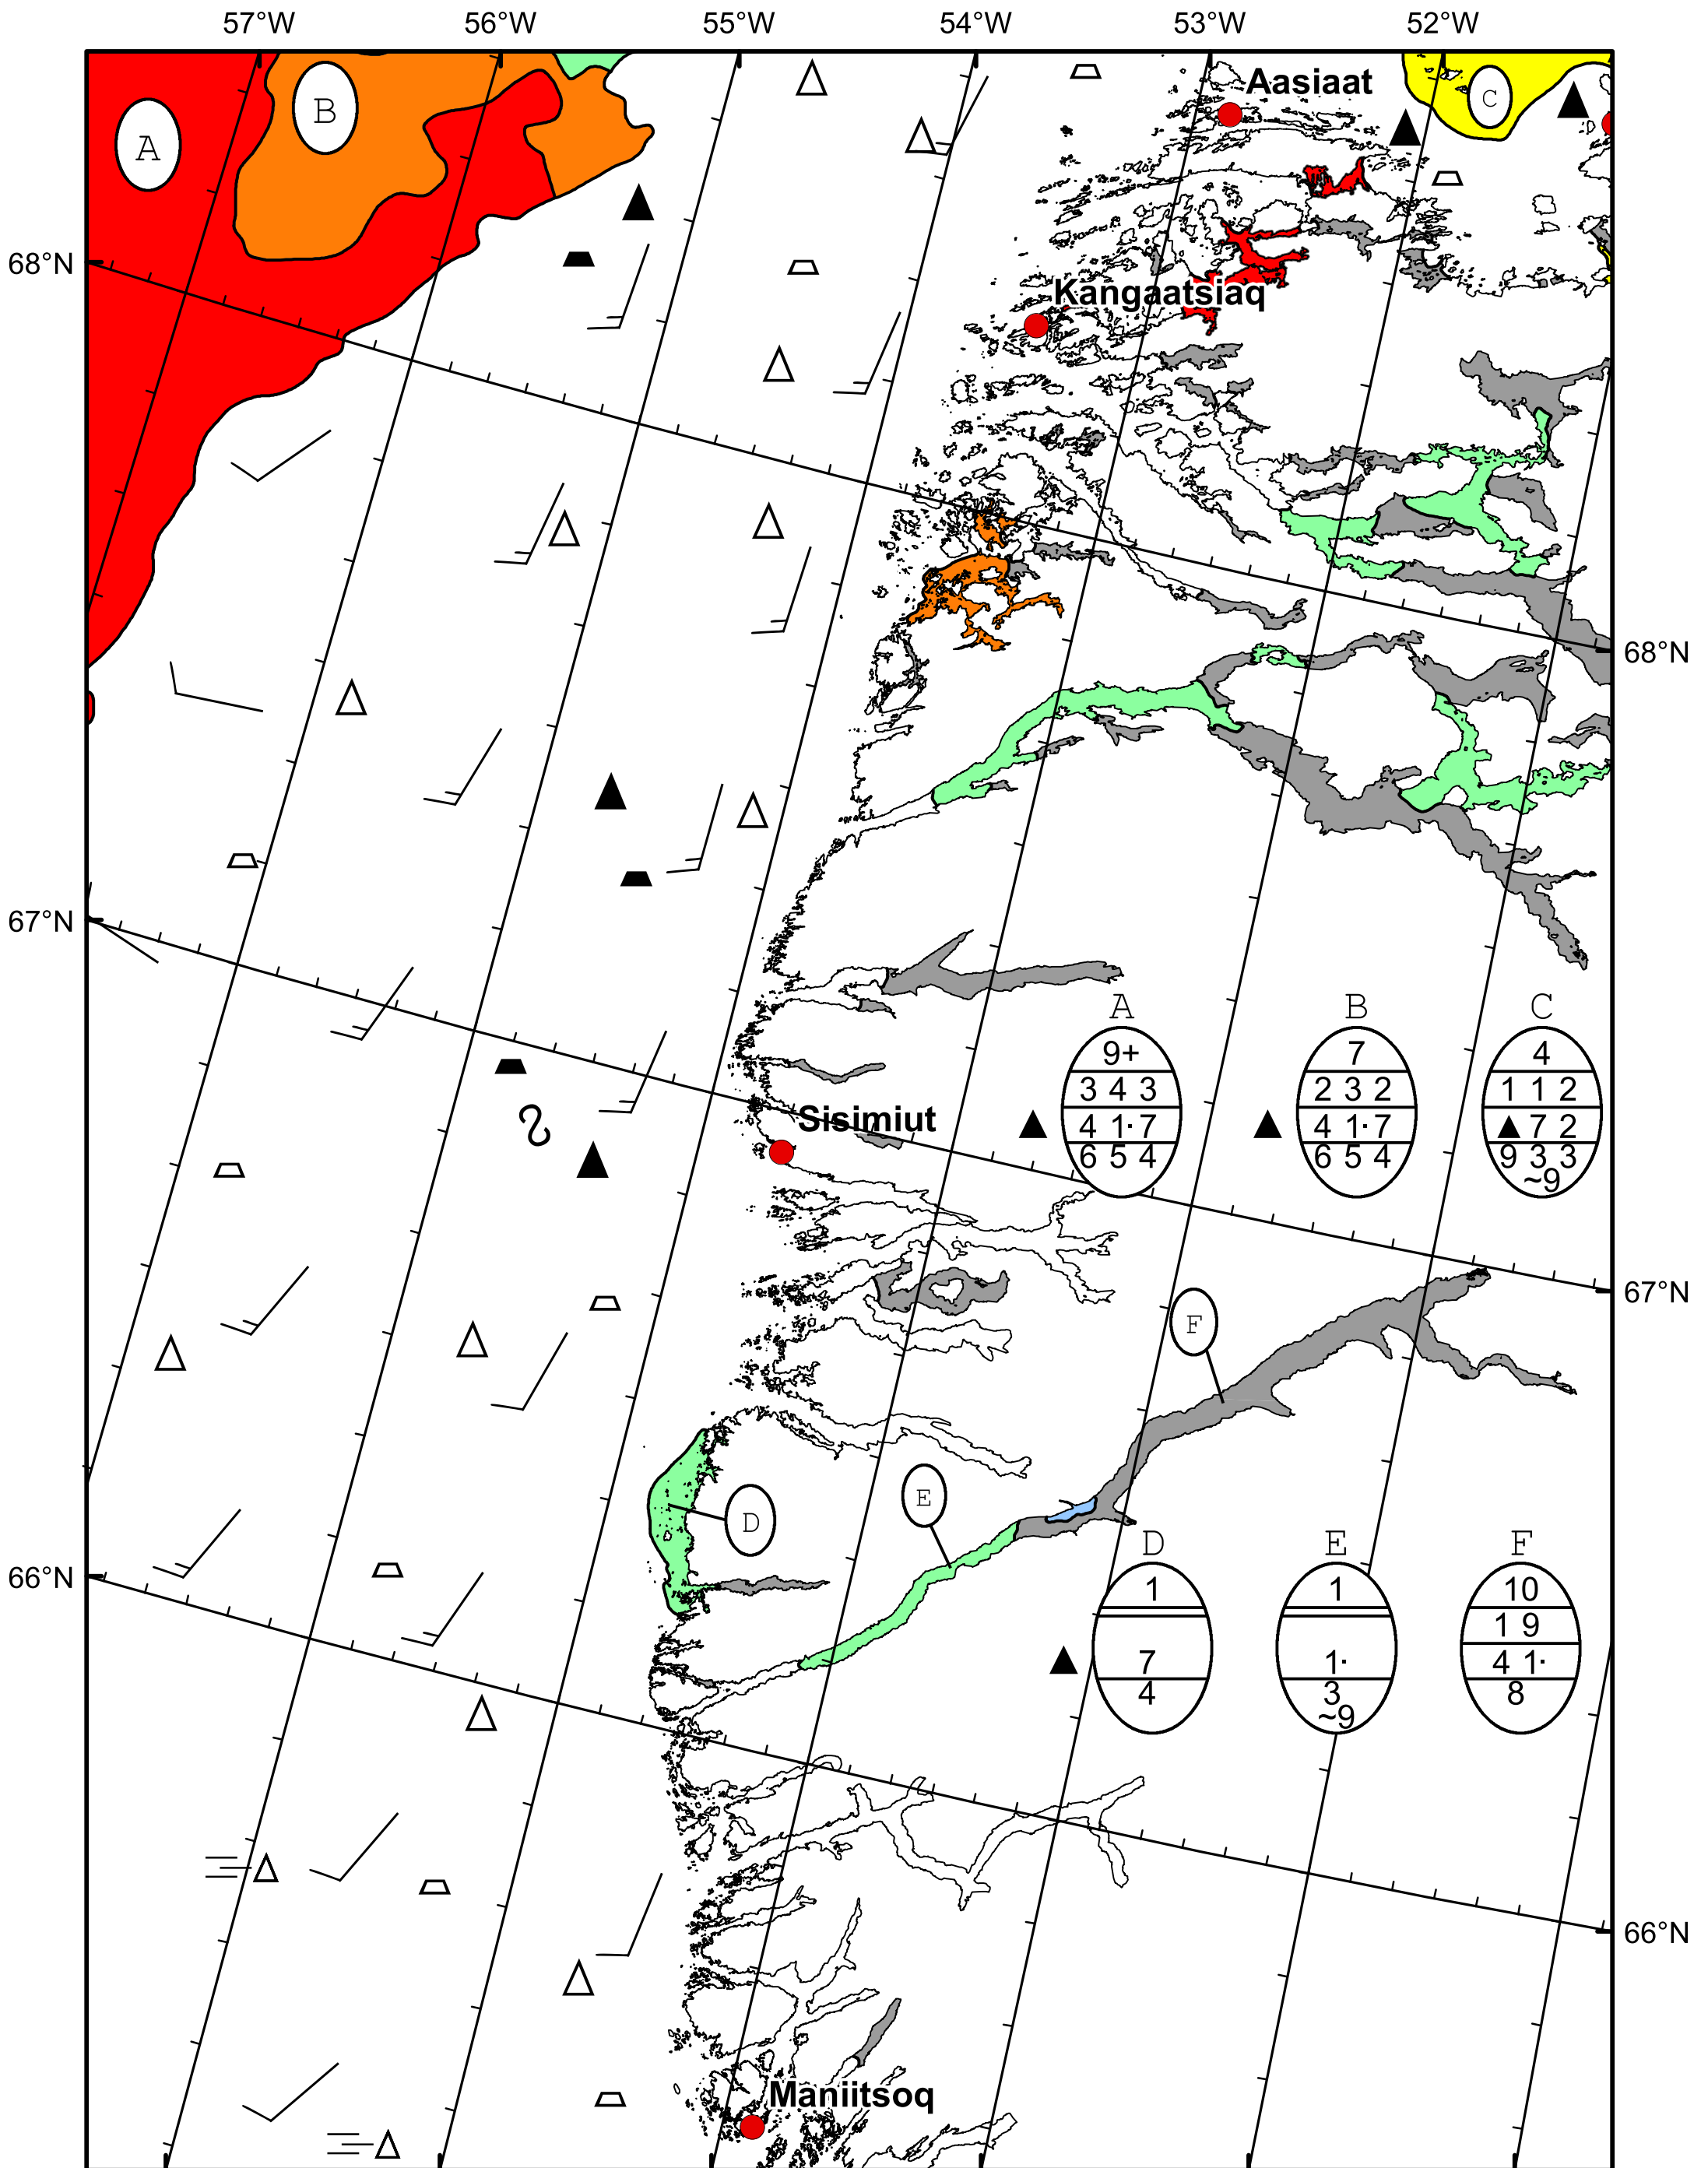 57°W 56°W 55°W 54°W 53°W 52°W
Aasiaat
B
C
A
D
68°N
Kangaatsiaq
68°N
67°N
A B C
9+ 7 4
3 4 3 2 3 2 1 1 2
4 1· 7 4 1· 7 ▲ 7 2
6 5 4 6 5 4 9 3 3
~9
Sisimiut
67°N
F
E
D
66°N
D E F
1 1 10
1 9
7 1· 4 1·
4 3 8
~9
66°N
Maniitsoq